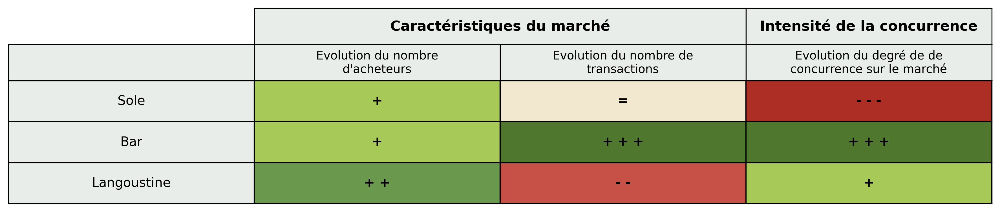 Caractéristiques du marché
Intensité de la concurrence
Evolution du nombre
d'acheteurs
Evolution du nombre de
transactions
Evolution du degré de de
concurrence sur le marché
Sole
+
=
- - -
Bar
+
+ + +
+ + +
Langoustine
+ +
- -
+